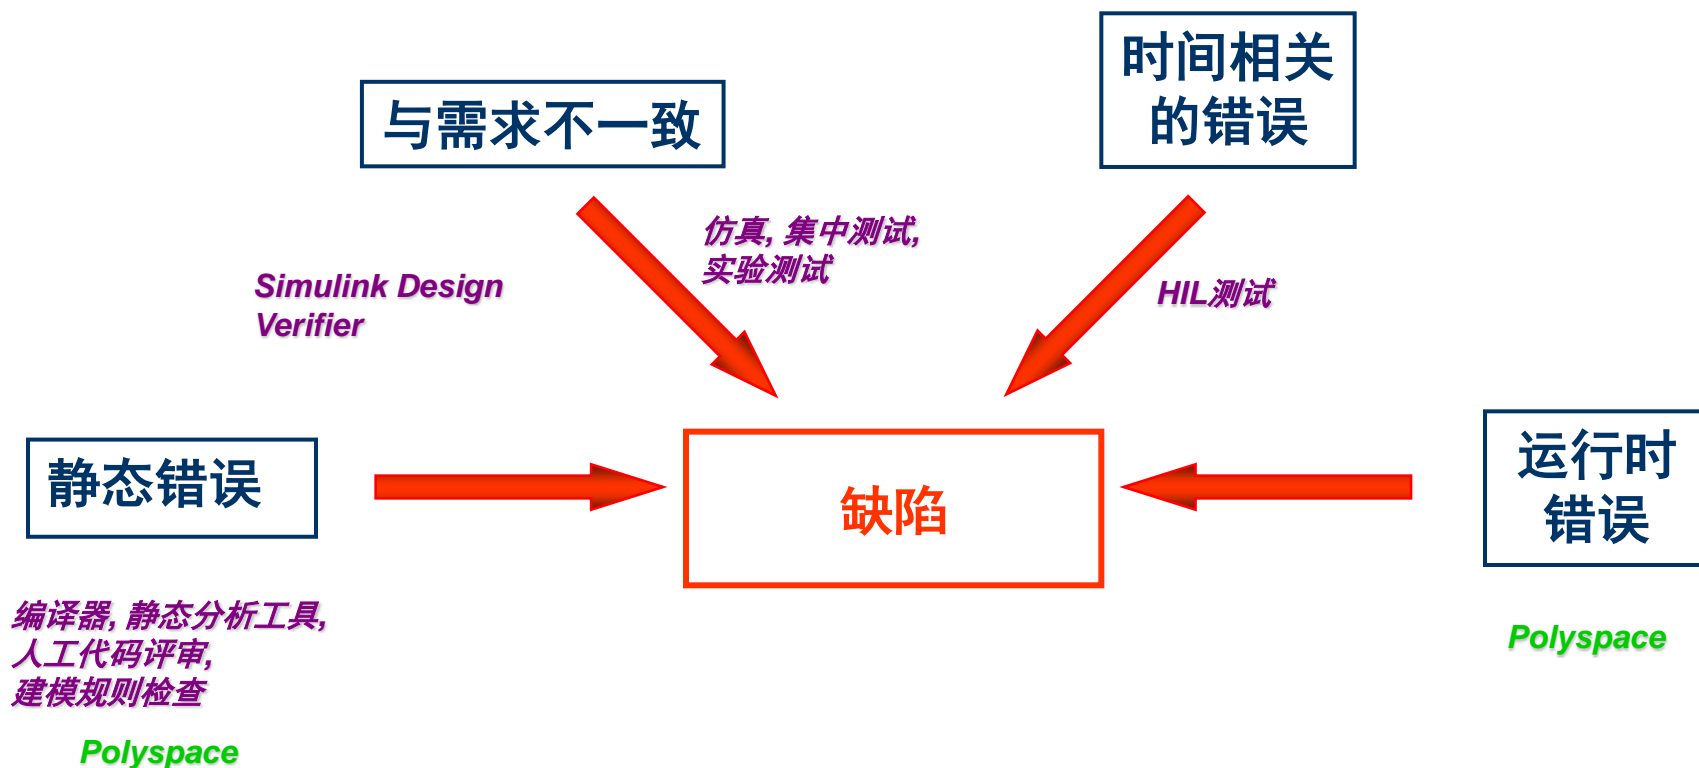 时间相关
的错误
与需求不一致
仿真, 集中测试,
实验测试
Simulink Design
Verifier
HIL测试
静态错误
缺陷
运行时
错误
编译器, 静态分析工具,
人工代码评审,
建模规则检查
Polyspace
Polyspace